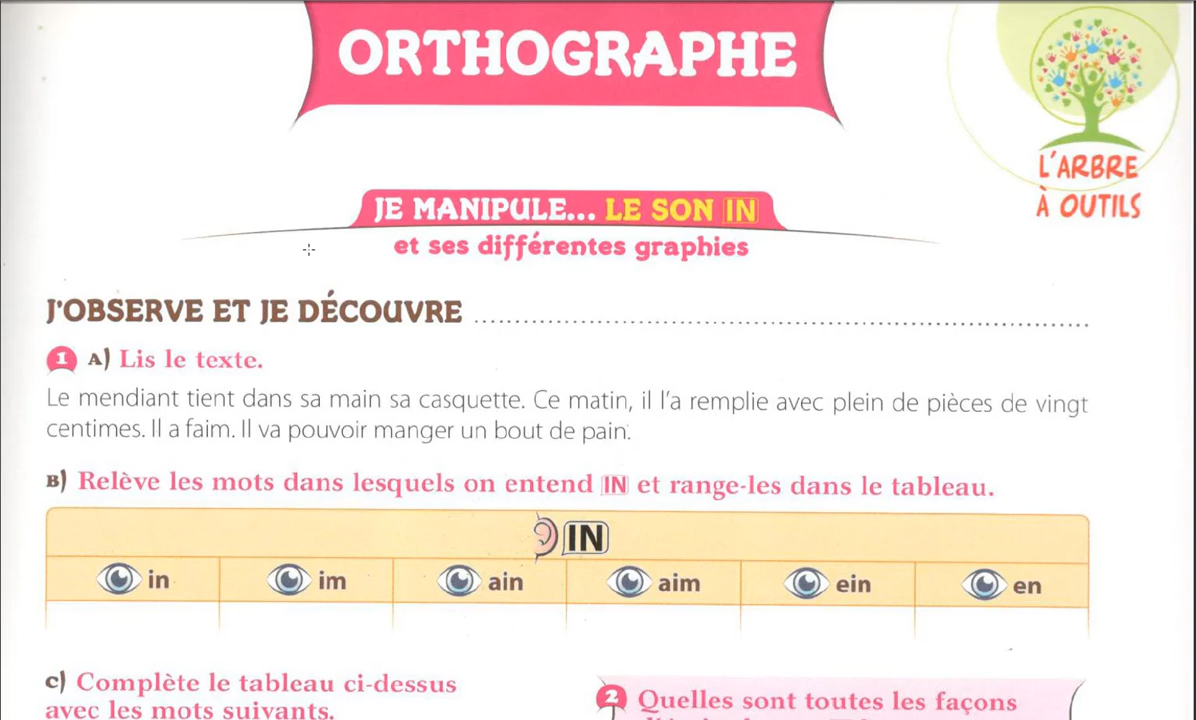 ORTHOGRAPHE
L'ARBRE
À OUTILS
JE MANIPULE... LE SON IN
et ses différentes graphies
J'OBSERVE ET JE DÉCOUVRE
1 A) Lis le texte.
Le mendiant tient dans sa main sa casquette. Ce matin, il l'a remplie avec plein de pièces de vingt
centimes. Il a faim. Il va pouvoir manger un bout de pain.
B) Relève les mots dans lesquels on entend IN et range-les dans le tableau.
IN
in im ain aim ein en
C) Complète le tableau ci-dessus
avec les mots suivants.
2 Quelles sont toutes les façons